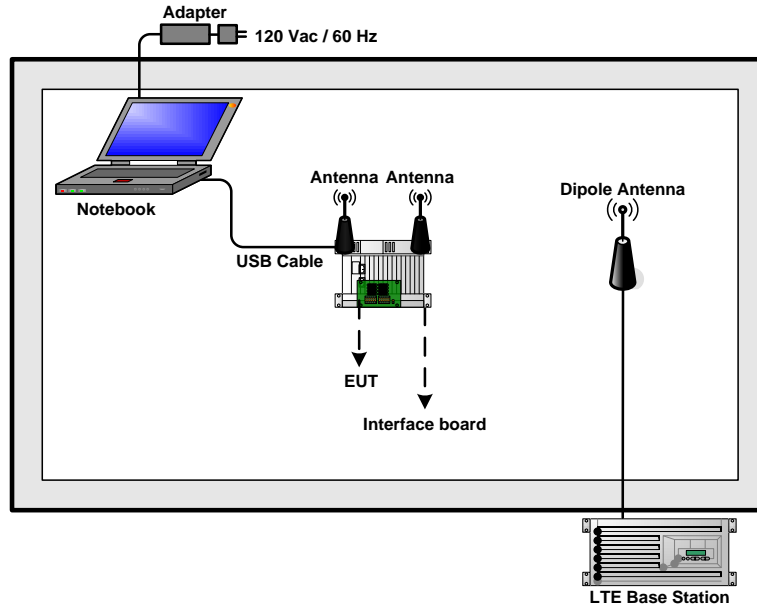 Adapter
120 Vac / 60 Hz
Antenna Antenna
Dipole Antenna
Notebook
USB Cable
EUT
Interface board
LTE Base Station